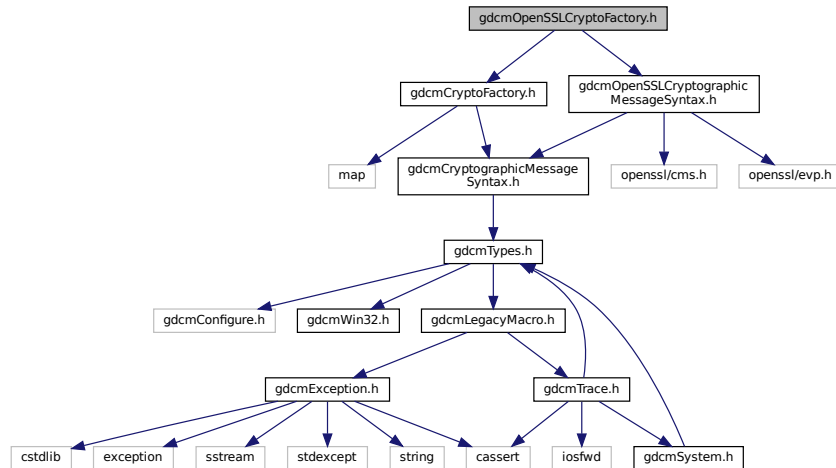 gdcmOpenSSLCryptoFactory.h
gdcmCryptoFactory.h
gdcmOpenSSLCryptographic
MessageSyntax.h
map
gdcmCryptographicMessage
Syntax.h
openssl/cms.h
openssl/evp.h
gdcmTypes.h
gdcmConfigure.h
gdcmWin32.h
gdcmLegacyMacro.h
gdcmException.h
gdcmTrace.h
cstdlib
exception
sstream
stdexcept
string
cassert
iosfwd
gdcmSystem.h